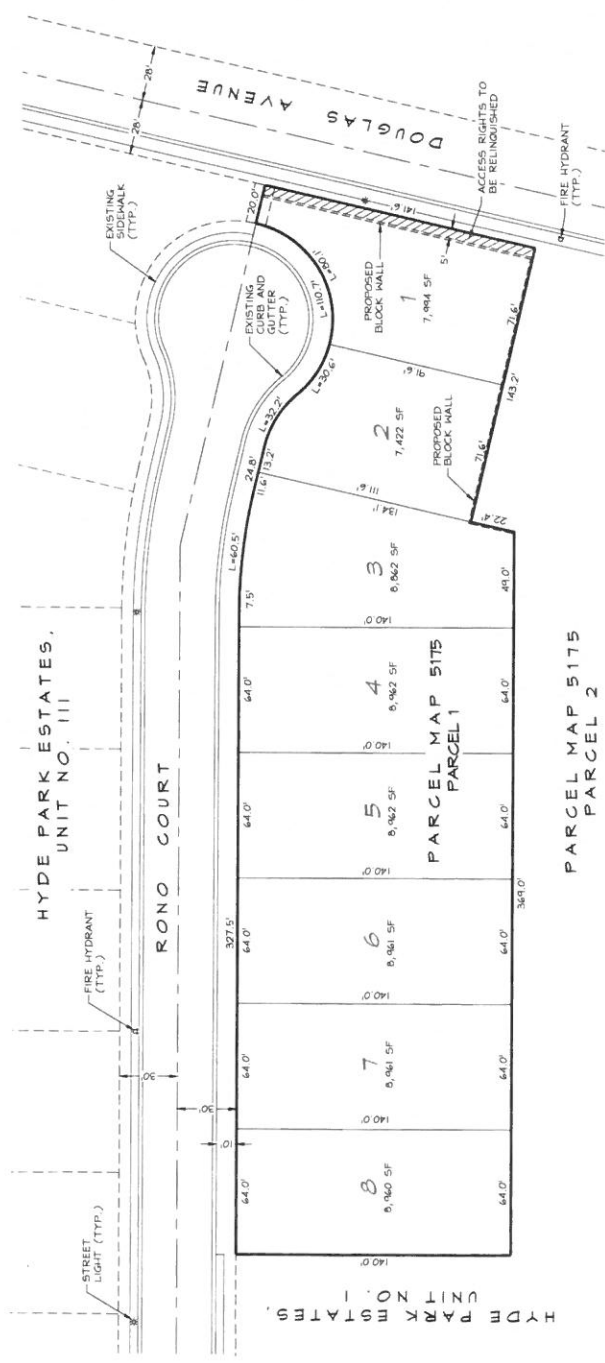 HYDE PARK ESTATES,
UNIT NO. III
STREET
LIGHT (TYP.)
FIRE HYDRANT
(TYP.)
EXISTING
SIDEWALK
(TYP.)
28'
28'
DOUGLAS
AVENUE
30'
30'
10'
RONO COURT
EXISTING
CURB AND
GUTTER
(TYP.)
20.0'
L=80.1'
L=110.7'
L=30.6'
L=32.2'
13.2'
24.8'
11.6'
L=60.5'
7.5'
327.5'
64.0'
64.0'
64.0'
64.0'
64.0'
141.6'
5'
ACCESS RIGHTS TO
BE RELINQUISHED
FIRE HYDRANT
(TYP.)
PROPOSED
BLOCK WALL
1
7,994 SF
91.6'
2
7,422 SF
111.6'
134.1'
PROPOSED
BLOCK WALL
71.6'
143.2'
71.6'
22.4'
3
8,862 SF
140.0'
4
8,962 SF
140.0'
5
8,962 SF
140.0'
6
8,961 SF
140.0'
7
8,961 SF
140.0'
8
8,960 SF
140.0'
PARCEL MAP 5175
PARCEL 1
49.0'
64.0'
64.0'
64.0'
64.0'
64.0'
369.0'
PARCEL MAP 5175
PARCEL 2
HYDE PARK ESTATES,
UNIT NO. I